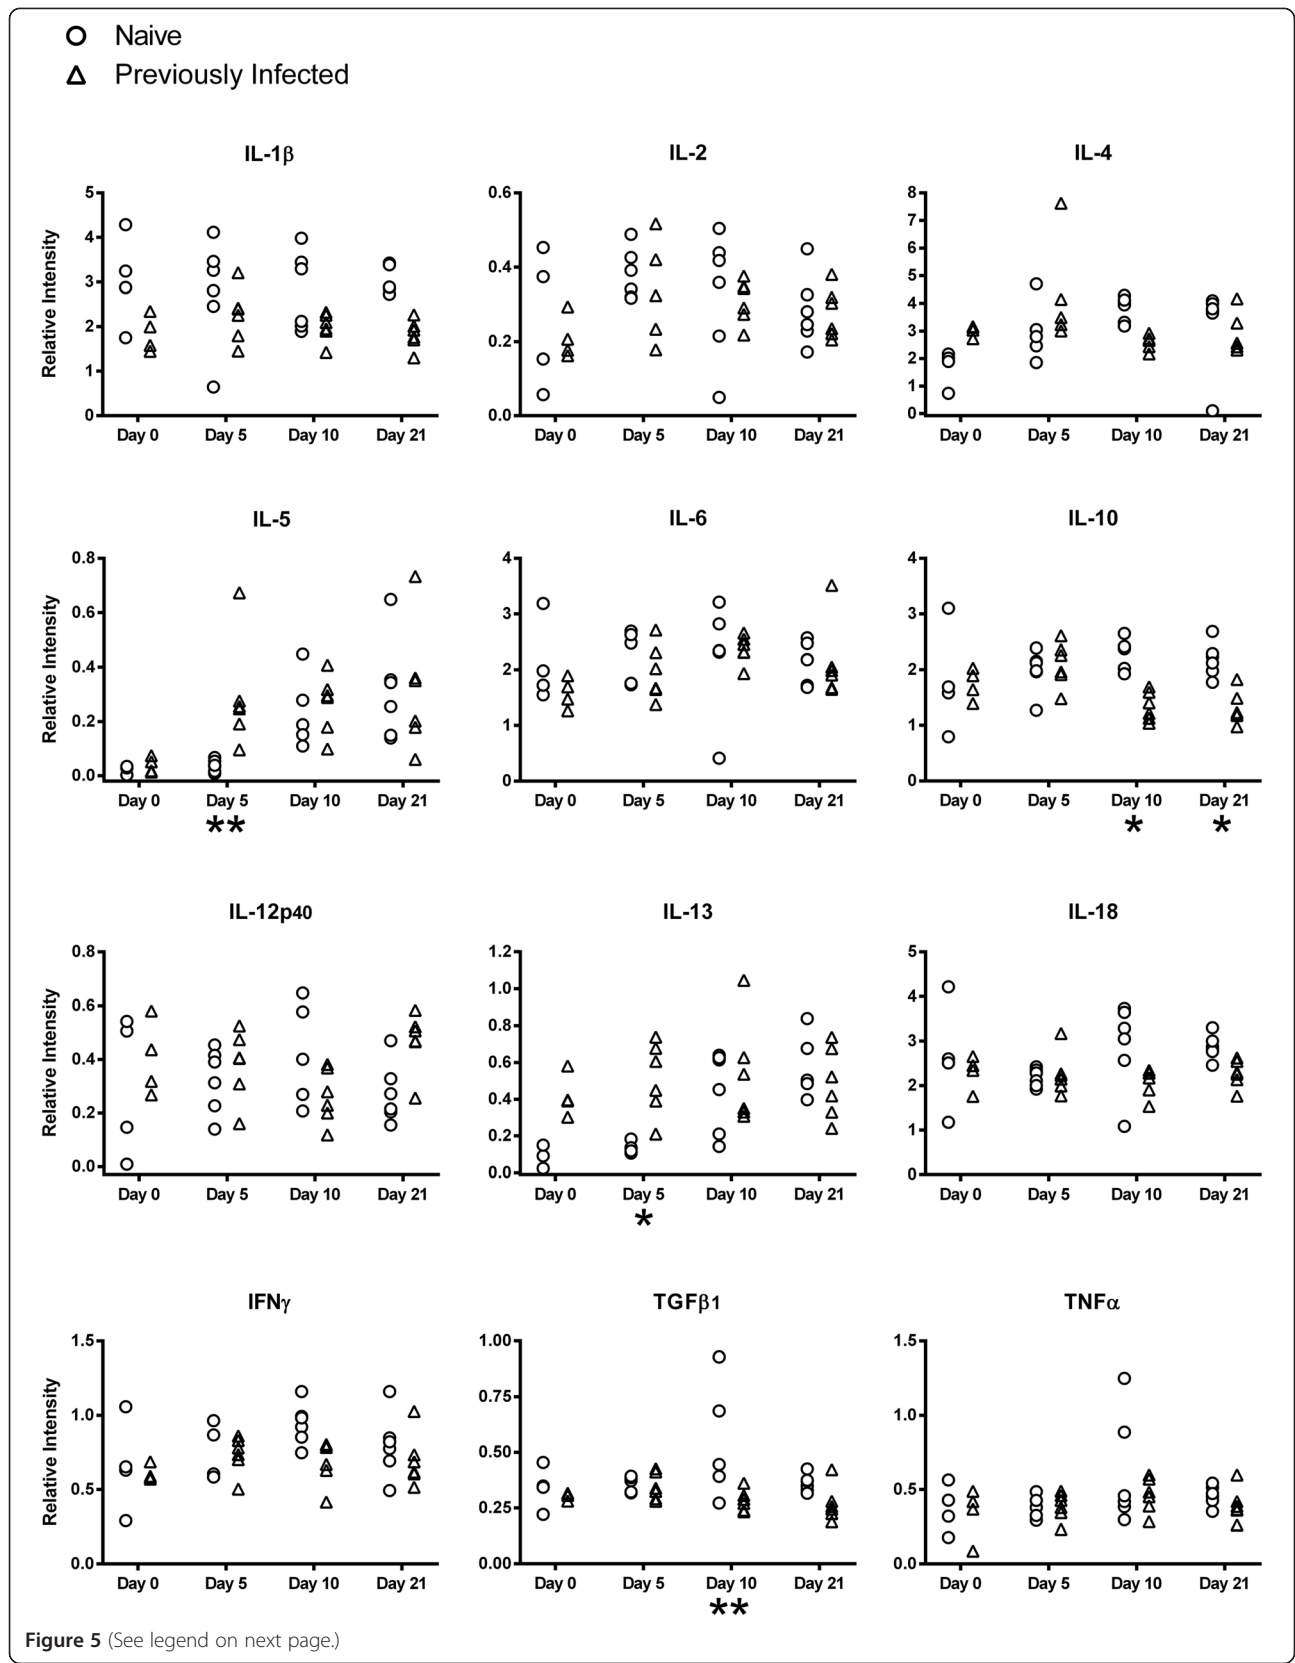 Naive
Previously Infected
IL-1β
IL-2
IL-4
Relative Intensity
5
4
3
2
1
0
Day 0 Day 5 Day 10 Day 21
0.6
0.4
0.2
0.0
Day 0 Day 5 Day 10 Day 21
8
7
6
5
4
3
2
1
0
Day 0 Day 5 Day 10 Day 21
IL-5
IL-6
IL-10
Relative Intensity
0.8
0.6
0.4
0.2
0.0
Day 0 Day 5 Day 10 Day 21
**
4
3
2
1
0
Day 0 Day 5 Day 10 Day 21
4
3
2
1
0
Day 0 Day 5 Day 10 Day 21
* *
IL-12p40
IL-13
IL-18
Relative Intensity
0.8
0.6
0.4
0.2
0.0
Day 0 Day 5 Day 10 Day 21
1.2
1.0
0.8
0.6
0.4
0.2
0.0
Day 0 Day 5 Day 10 Day 21
*
5
4
3
2
1
0
Day 0 Day 5 Day 10 Day 21
IFNγ
TGFβ1
TNFα
Relative Intensity
1.5
1.0
0.5
0.0
Day 0 Day 5 Day 10 Day 21
1.00
0.75
0.50
0.25
0.00
Day 0 Day 5 Day 10 Day 21
**
1.5
1.0
0.5
0.0
Day 0 Day 5 Day 10 Day 21
Figure 5 (See legend on next page.)